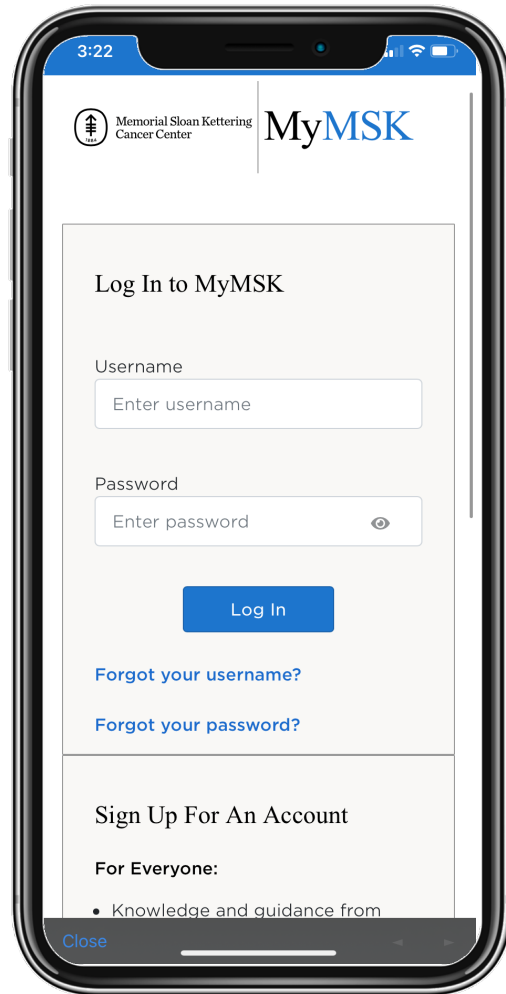 3:22
Memorial Sloan Kettering
Cancer Center
MyMSK
1884
Log In to MyMSK
Username
Enter username
Password
Enter password
Log In
Forgot your username?
Forgot your password?
Sign Up For An Account
For Everyone:
• Knowledge and guidance from
Close